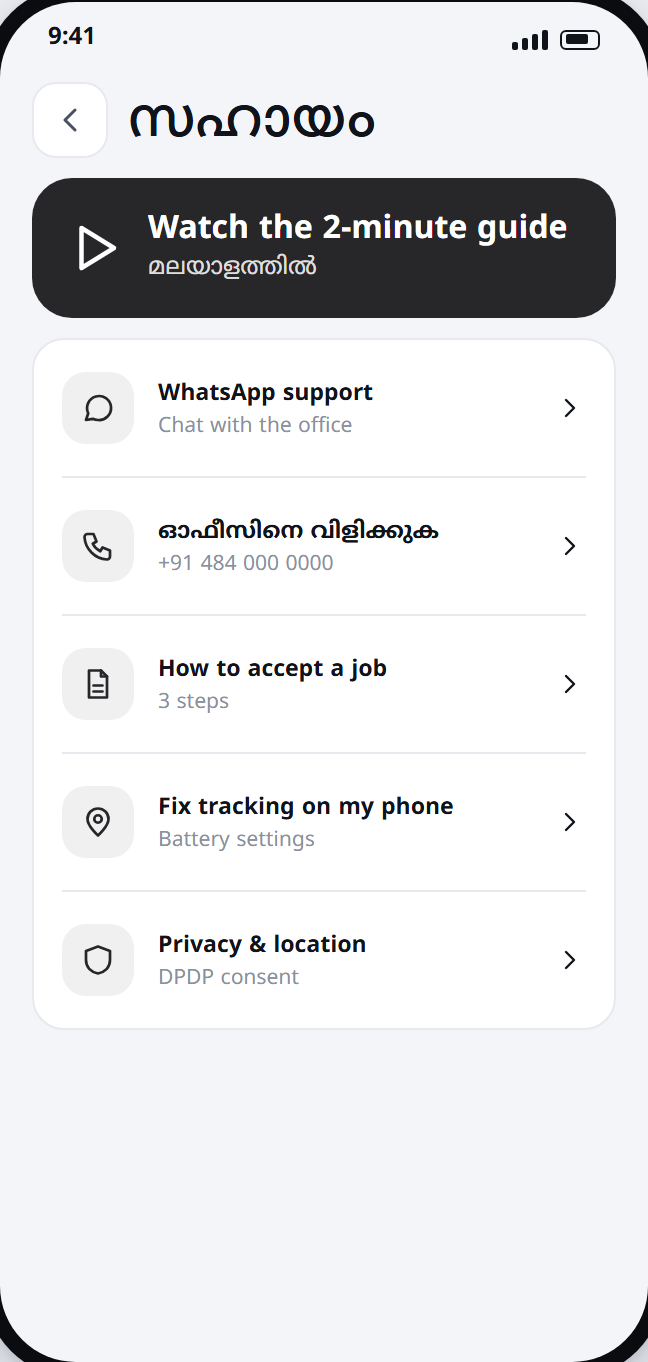 9:41
സഹായം
Watch the 2-minute guide
മലയാളത്തിൽ
WhatsApp support
Chat with the office
ഓഫീസിനെ വിളിക്കുക
+91 484 000 0000
How to accept a job
3 steps
Fix tracking on my phone
Battery settings
Privacy & location
DPDP consent